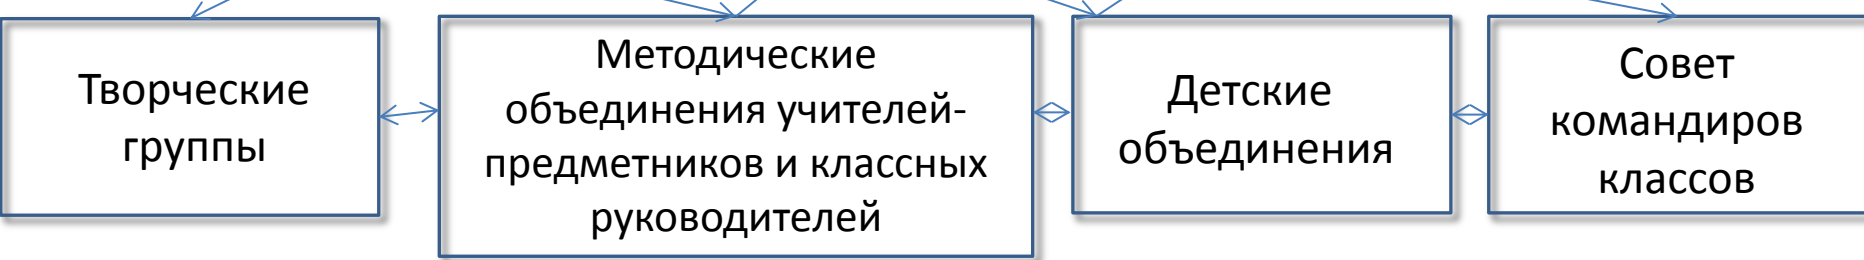 Творческие
группы
Методические
объединения учителей-
предметников и классных
руководителей
Детские
объединения
Совет
командиров
классов